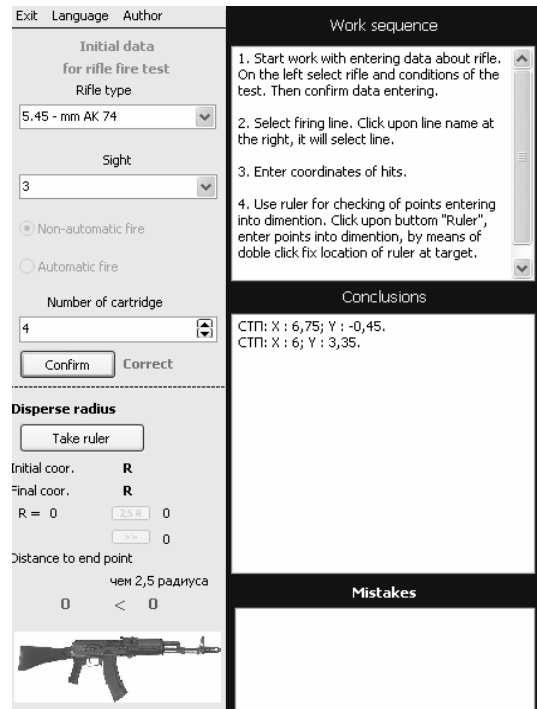 Exit Language Author
Initial data
for rifle fire test
Rifle type
5.45 - mm AK 74
Sight
3
Non-automatic fire
Automatic fire
Number of cartridge
4
Confirm Correct
Disperse radius
Take ruler
Initial coor. R
Final coor. R
R = 0 2,5 R 0
>> 0
Distance to end point
чем 2,5 радиуса
0 < 0
Work sequence
1. Start work with entering data about rifle.
On the left select rifle and conditions of the
test. Then confirm data entering.
2. Select firing line. Click upon line name at
the right, it will select line.
3. Enter coordinates of hits.
4. Use ruler for checking of points entering
into dimention. Click upon buttom "Ruler",
enter points into dimention, by means of
doble click fix location of ruler at target.
Conclusions
СТП: X : 6,75; Y : -0,45.
СТП: X : 6; Y : 3,35.
Mistakes